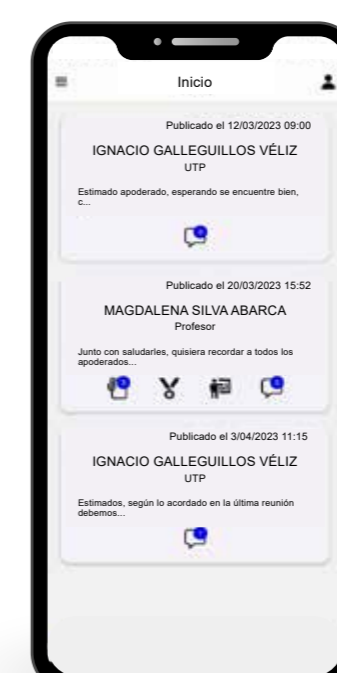 Inicio
Publicado el 12/03/2023 09:00
IGNACIO GALLEGUILLOS VÉLIZ
UTP
Estimado apoderado, esperando se encuentre bien,
c...
Publicado el 20/03/2023 15:52
MAGDALENA SILVA ABARCA
Profesor
Junto con saludarles, quisiera recordar a todos los
apoderados...
Publicado el 3/04/2023 11:15
IGNACIO GALLEGUILLOS VÉLIZ
UTP
Estimados, según lo acordado en la última reunión
debemos...